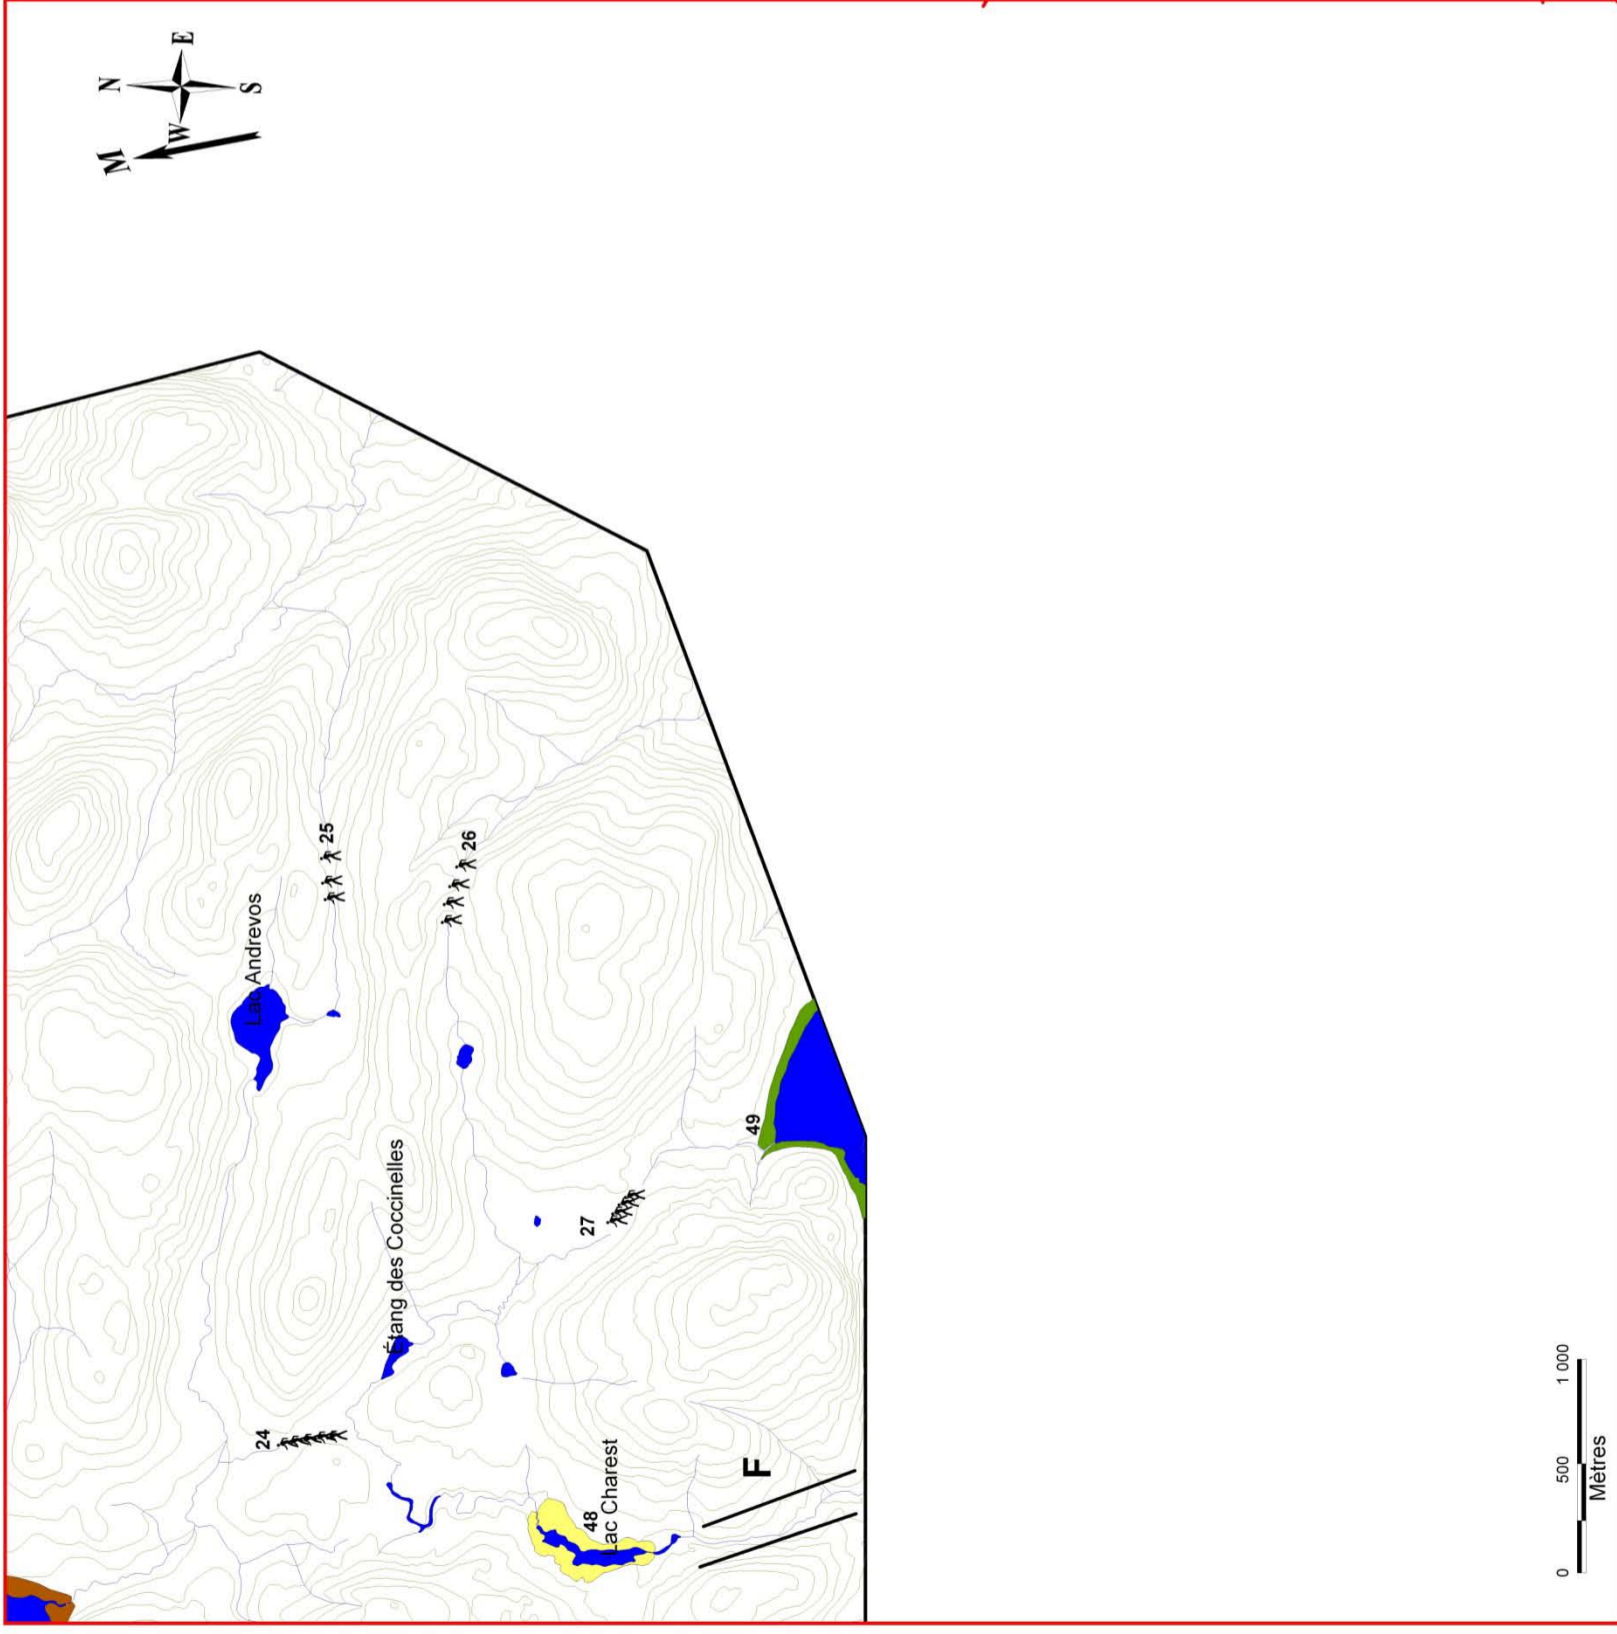 N
M
E
W
S
25
26
Lac Andrevos
49
Étang des Coccinelles
27
24
48
Lac Charest
F
0
500
1 000
Mètres